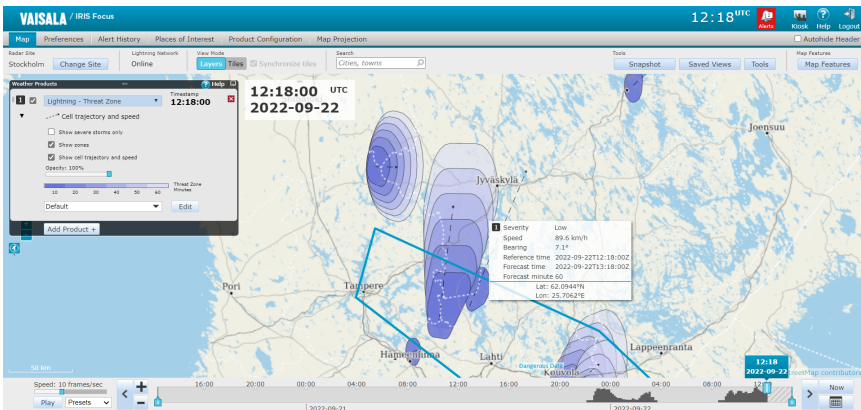 VAISALA / IRIS Focus
12:18 UTC
Alerts Kiosk Help Logout
Map Preferences Alert History Places of Interest Product Configuration Map Projection
Autohide Header
Radar Site Lightning Network View Mode Search Tools Map Features
Stockholm Change Site Online Layers Tiles Synchronize tiles Cities, towns Snapshot Saved Views Tools Map Features
Weather Products Help
1 Lightning - Threat Zone Timestamp 12:18:00
Cell trajectory and speed
Show severe storms only
Show zones
Show cell trajectory and speed
Opacity: 100%
10 20 30 40 50 60 Threat Zone Minutes
Default Edit
Add Product +
12:18:00 UTC
2022-09-22
Joensuu
Jyväskylä
1 Severity Low
Speed 89.6 km/h
Bearing 7.1°
Reference time 2022-09-22T12:18:00Z
Forecast time 2022-09-22T13:18:00Z
Forecast minute 60
Lat: 62.0944°N
Lon: 25.7062°E
Pori
Tampere
Hämeenlinna
Lahti
Lappeenranta
Dangerous Data
Kouvola
50 km
12:18
2022-09-22
StreetMap contributors
Speed: 10 frames/sec
Play Presets
16:00 20:00 00:00 04:00 08:00 12:00 16:00 20:00 00:00 04:00 08:00
2022-09-21 2022-09-22
Now